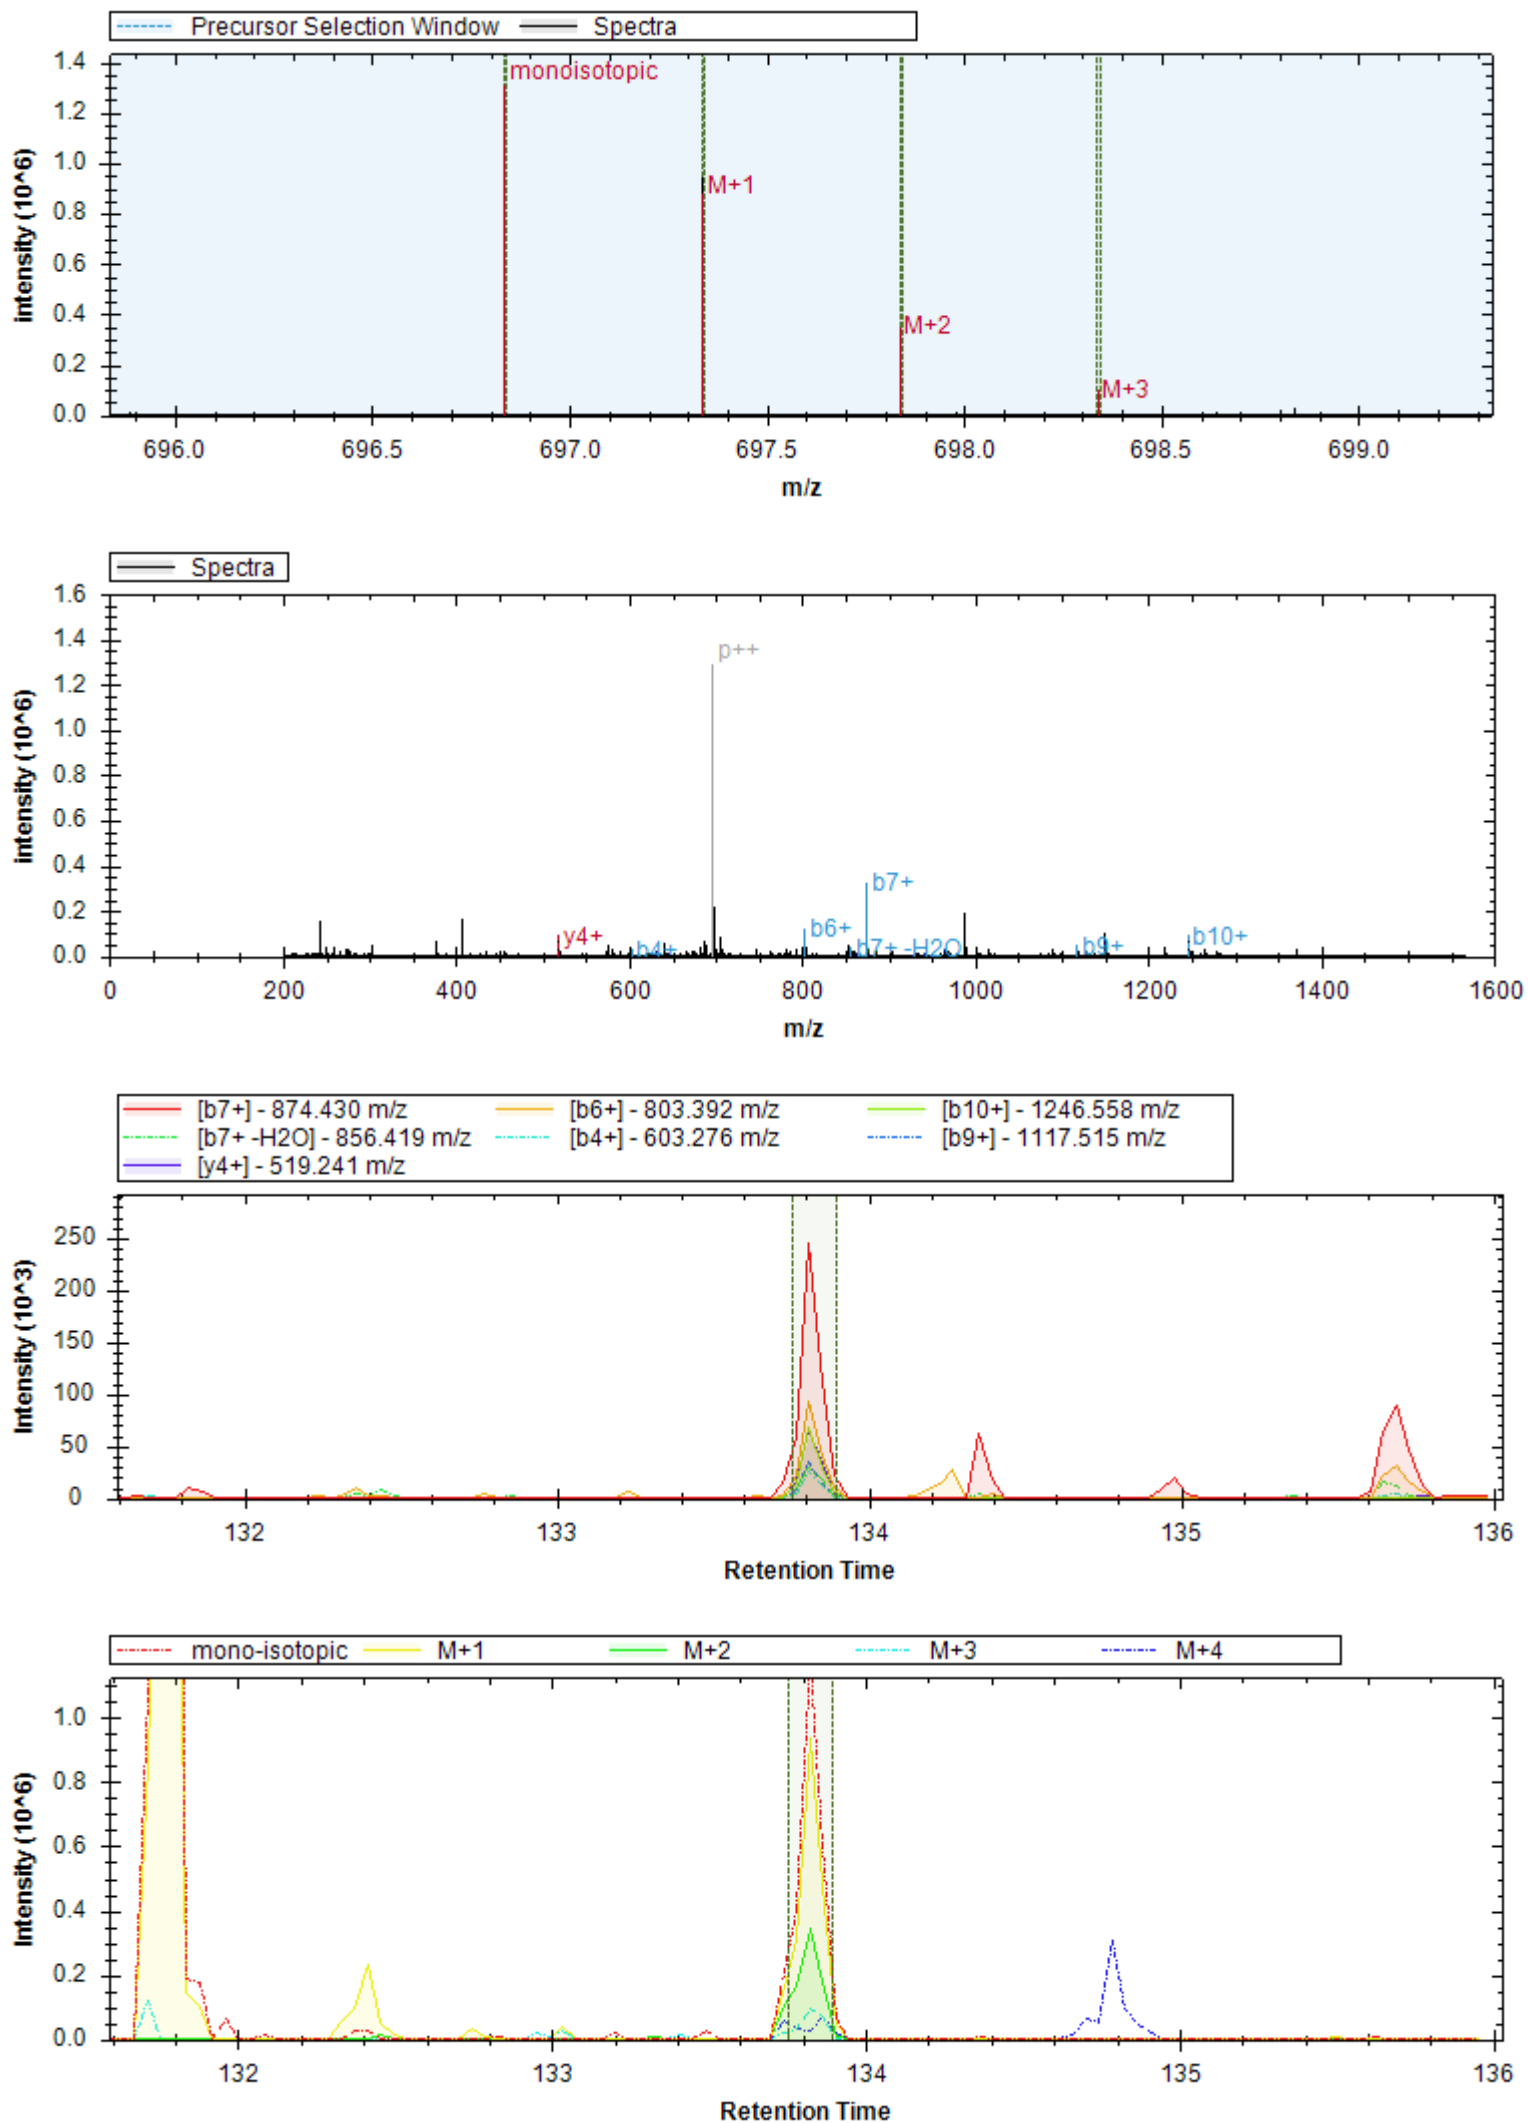 Precursor Selection Window Spectra
1.4
1.2
1.0
0.8
0.6
0.4
0.2
0.0
intensity (10^6)
monoisotopic
M+1
M+2
M+3
696.0 696.5 697.0 697.5 698.0 698.5 699.0
m/z
Spectra
1.6
1.4
1.2
1.0
0.8
0.6
0.4
0.2
0.0
intensity (10^6)
p++
b7+
y4+ b4+ b6+ b7+ -H2O b9+ b10+
0 200 400 600 800 1000 1200 1400 1600
m/z
[b7+] - 874.430 m/z [b6+] - 803.392 m/z [b10+] - 1246.558 m/z
[b7+ -H2O] - 856.419 m/z [b4+] - 603.276 m/z [b9+] - 1117.515 m/z
[y4+] - 519.241 m/z
250
200
150
100
50
0
Intensity (10^3)
132 133 134 135 136
Retention Time
mono-isotopic M+1 M+2 M+3 M+4
1.0
0.8
0.6
0.4
0.2
0.0
Intensity (10^6)
132 133 134 135 136
Retention Time